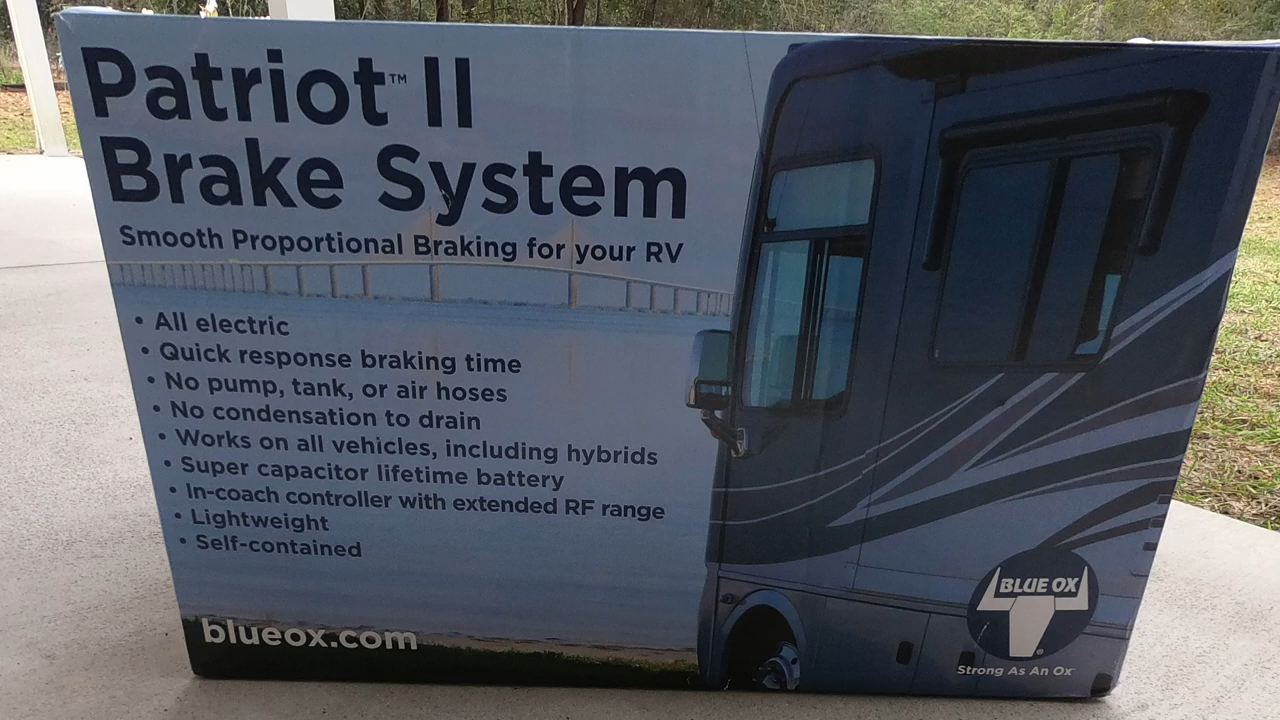 Patriot™ II
Brake System
Smooth Proportional Braking for your RV
• All electric
• Quick response braking time
• No pump, tank, or air hoses
• No condensation to drain
• Works on all vehicles, including hybrids
• Super capacitor lifetime battery
• In-coach controller with extended RF range
• Lightweight
• Self-contained
blueox.com
BLUE OX
®
Strong As An Ox